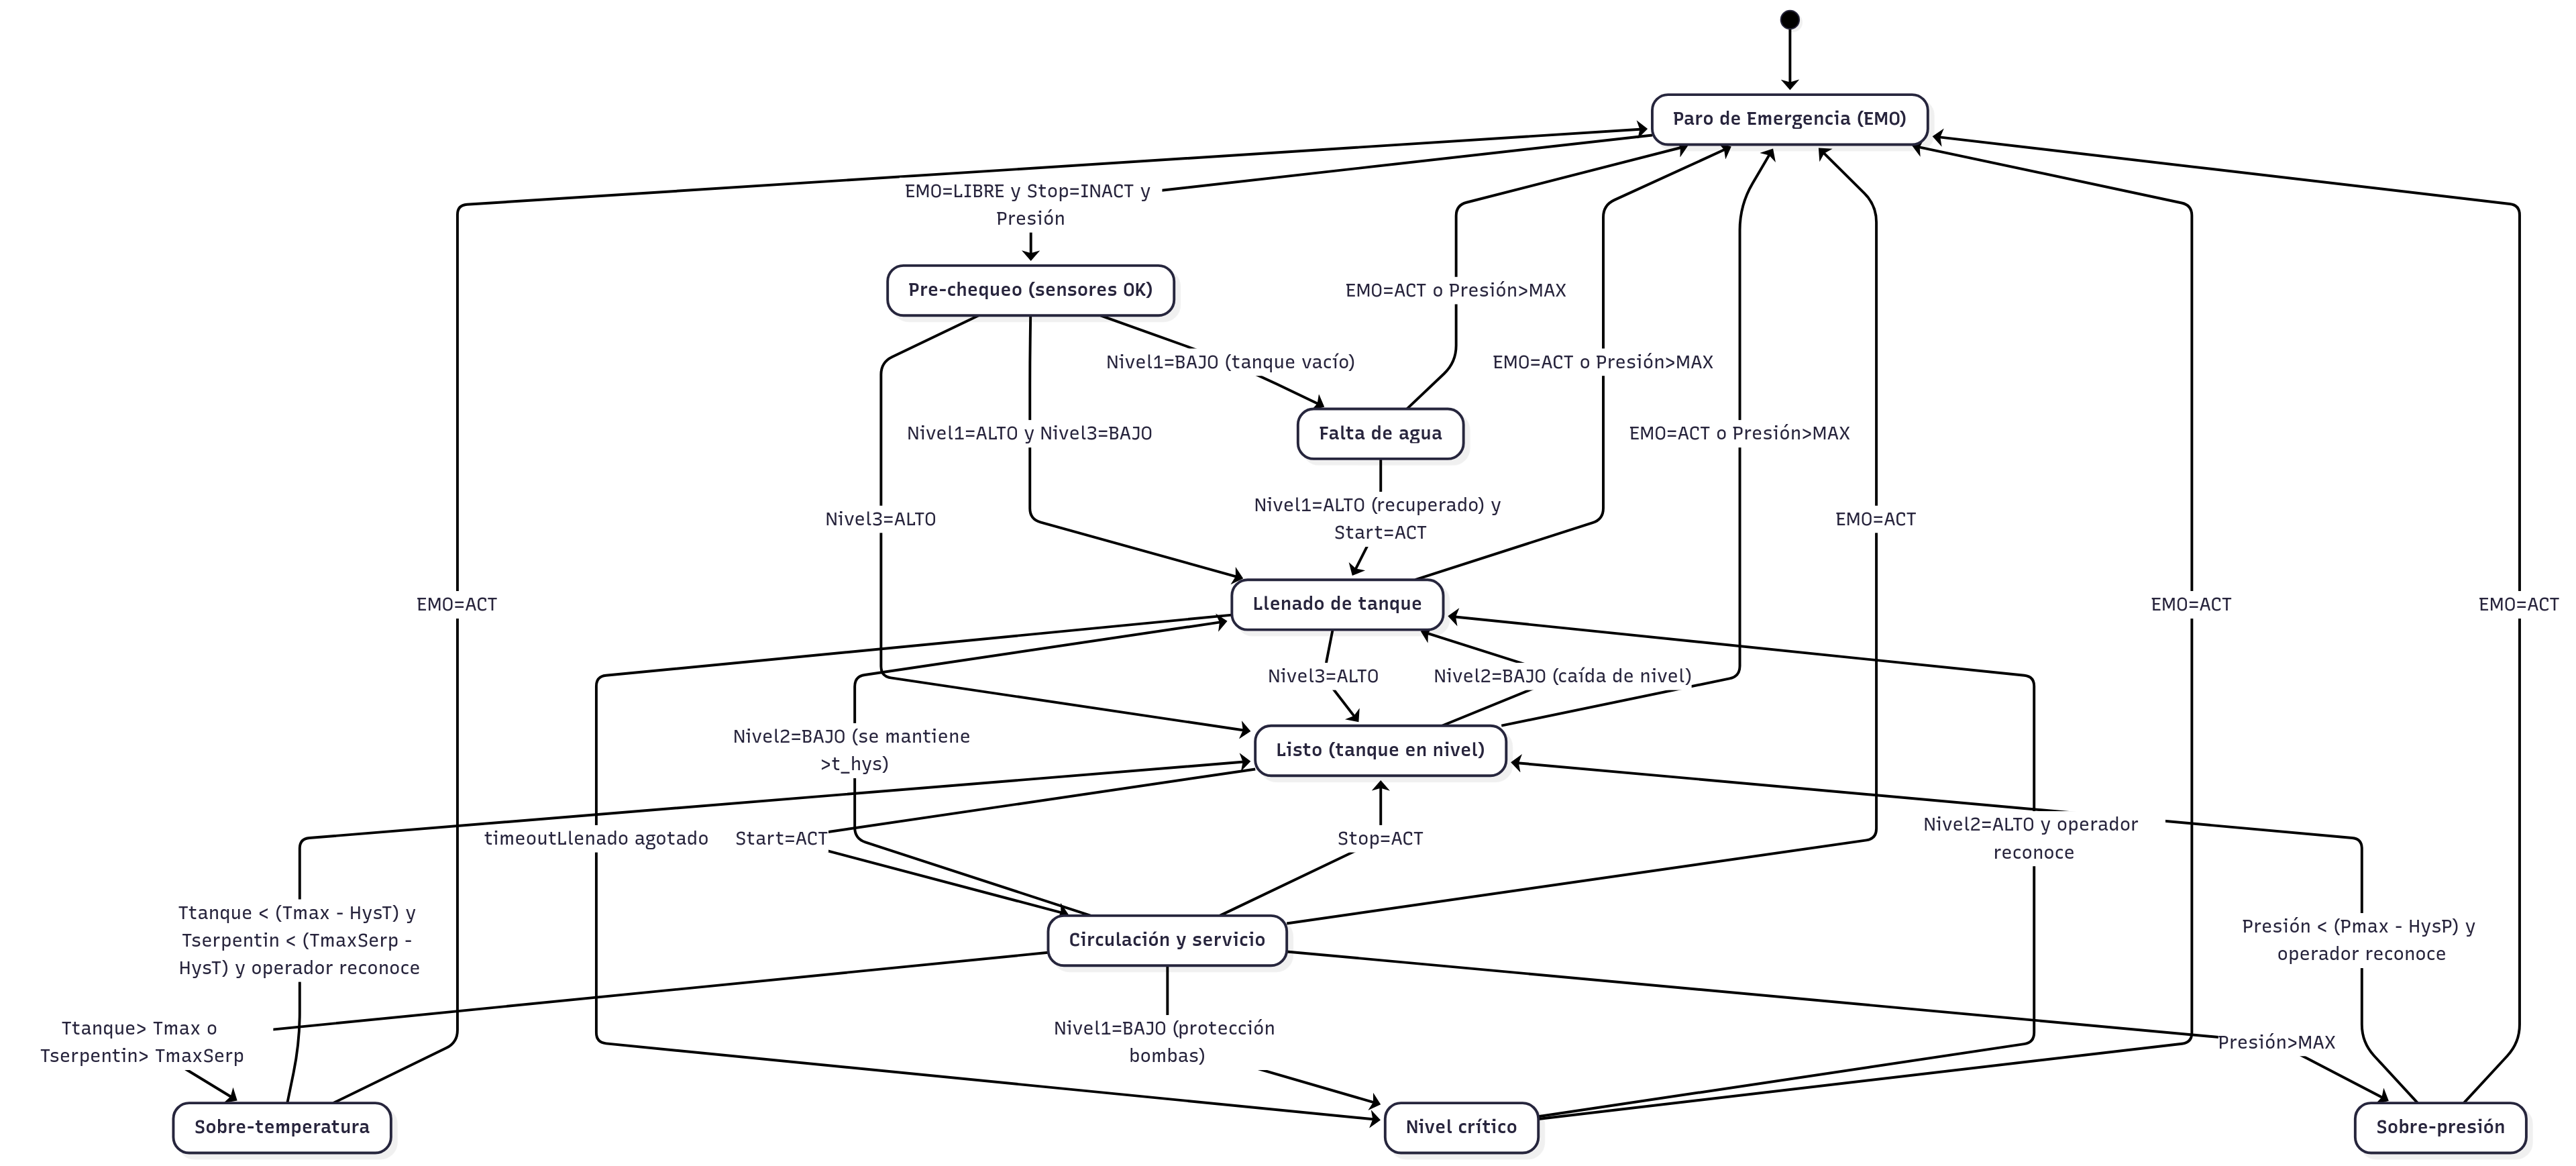 Paro de Emergencia (EMO)
EMO=LIBRE y Stop=INACT y
Presión
Pre-chequeo (sensores OK)
EMO=ACT o Presión>MAX
Nivel1=BAJO (tanque vacío)
EMO=ACT o Presión>MAX
Nivel1=ALTO y Nivel3=BAJO
Falta de agua
EMO=ACT o Presión>MAX
Nivel3=ALTO
Nivel1=ALTO (recuperado) y
Start=ACT
EMO=ACT
EMO=ACT
Llenado de tanque
EMO=ACT
EMO=ACT
Nivel3=ALTO
Nivel2=BAJO (caída de nivel)
Nivel2=BAJO (se mantiene
>t_hys)
Listo (tanque en nivel)
timeoutLlenado agotado
Start=ACT
Stop=ACT
Nivel2=ALTO y operador
reconoce
Ttanque < (Tmax - HysT) y
Tserpentin < (TmaxSerp -
HysT) y operador reconoce
Circulación y servicio
Presión < (Pmax - HysP) y
operador reconoce
Ttanque> Tmax o
Tserpentin> TmaxSerp
Nivel1=BAJO (protección
bombas)
Presión>MAX
Sobre-temperatura
Nivel crítico
Sobre-presión